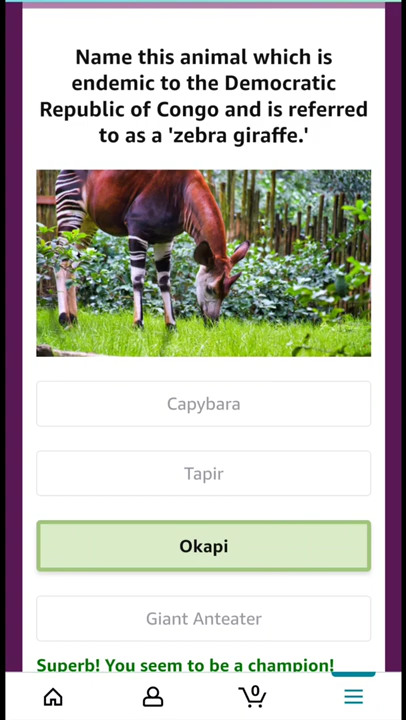 Name this animal which is
endemic to the Democratic
Republic of Congo and is referred
to as a 'zebra giraffe.'
Capybara
Tapir
Okapi
Giant Anteater
Superb! You seem to be a champion!
0